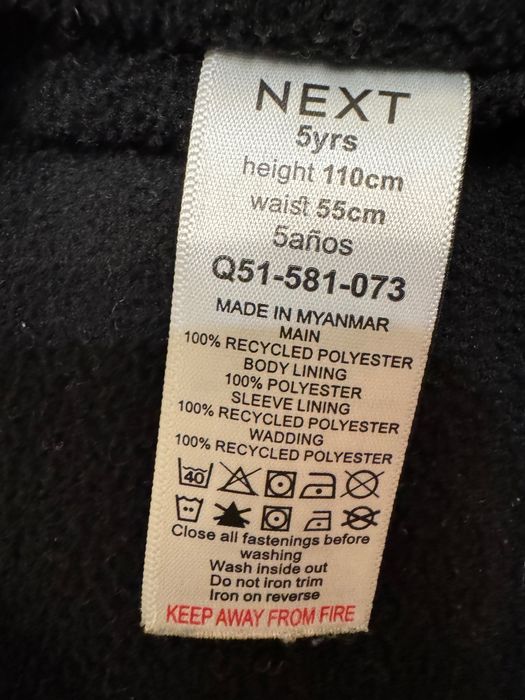 NEXT
5yrs
height 110cm
waist 55cm
5años
Q51-581-073
MADE IN MYANMAR
MAIN
100% RECYCLED POLYESTER
BODY LINING
100% POLYESTER
SLEEVE LINING
100% RECYCLED POLYESTER
WADDING
100% RECYCLED POLYESTER
40
Close all fastenings before
washing
Wash inside out
Do not iron trim
Iron on reverse
KEEP AWAY FROM FIRE